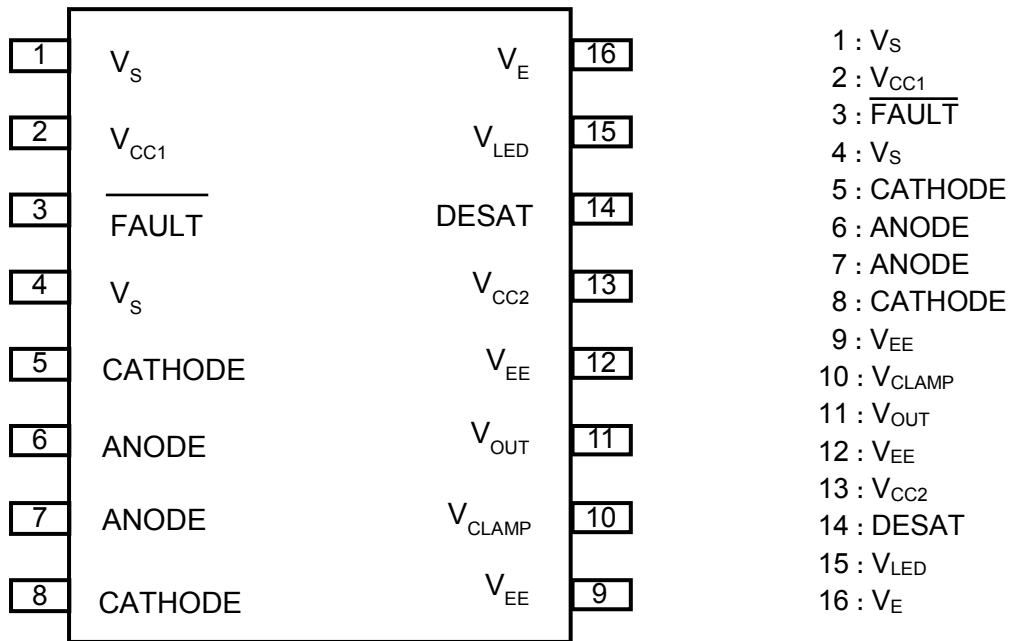 1 V_S V_E 16
2 V_CC1 V_LED 15
3 FAULT DESAT 14
4 V_S V_CC2 13
5 CATHODE V_EE 12
6 ANODE V_OUT 11
7 ANODE V_CLAMP 10
8 CATHODE V_EE 9
1 : V_S
2 : V_CC1
3 : FAULT
4 : V_S
5 : CATHODE
6 : ANODE
7 : ANODE
8 : CATHODE
9 : V_EE
10 : V_CLAMP
11 : V_OUT
12 : V_EE
13 : V_CC2
14 : DESAT
15 : V_LED
16 : V_E